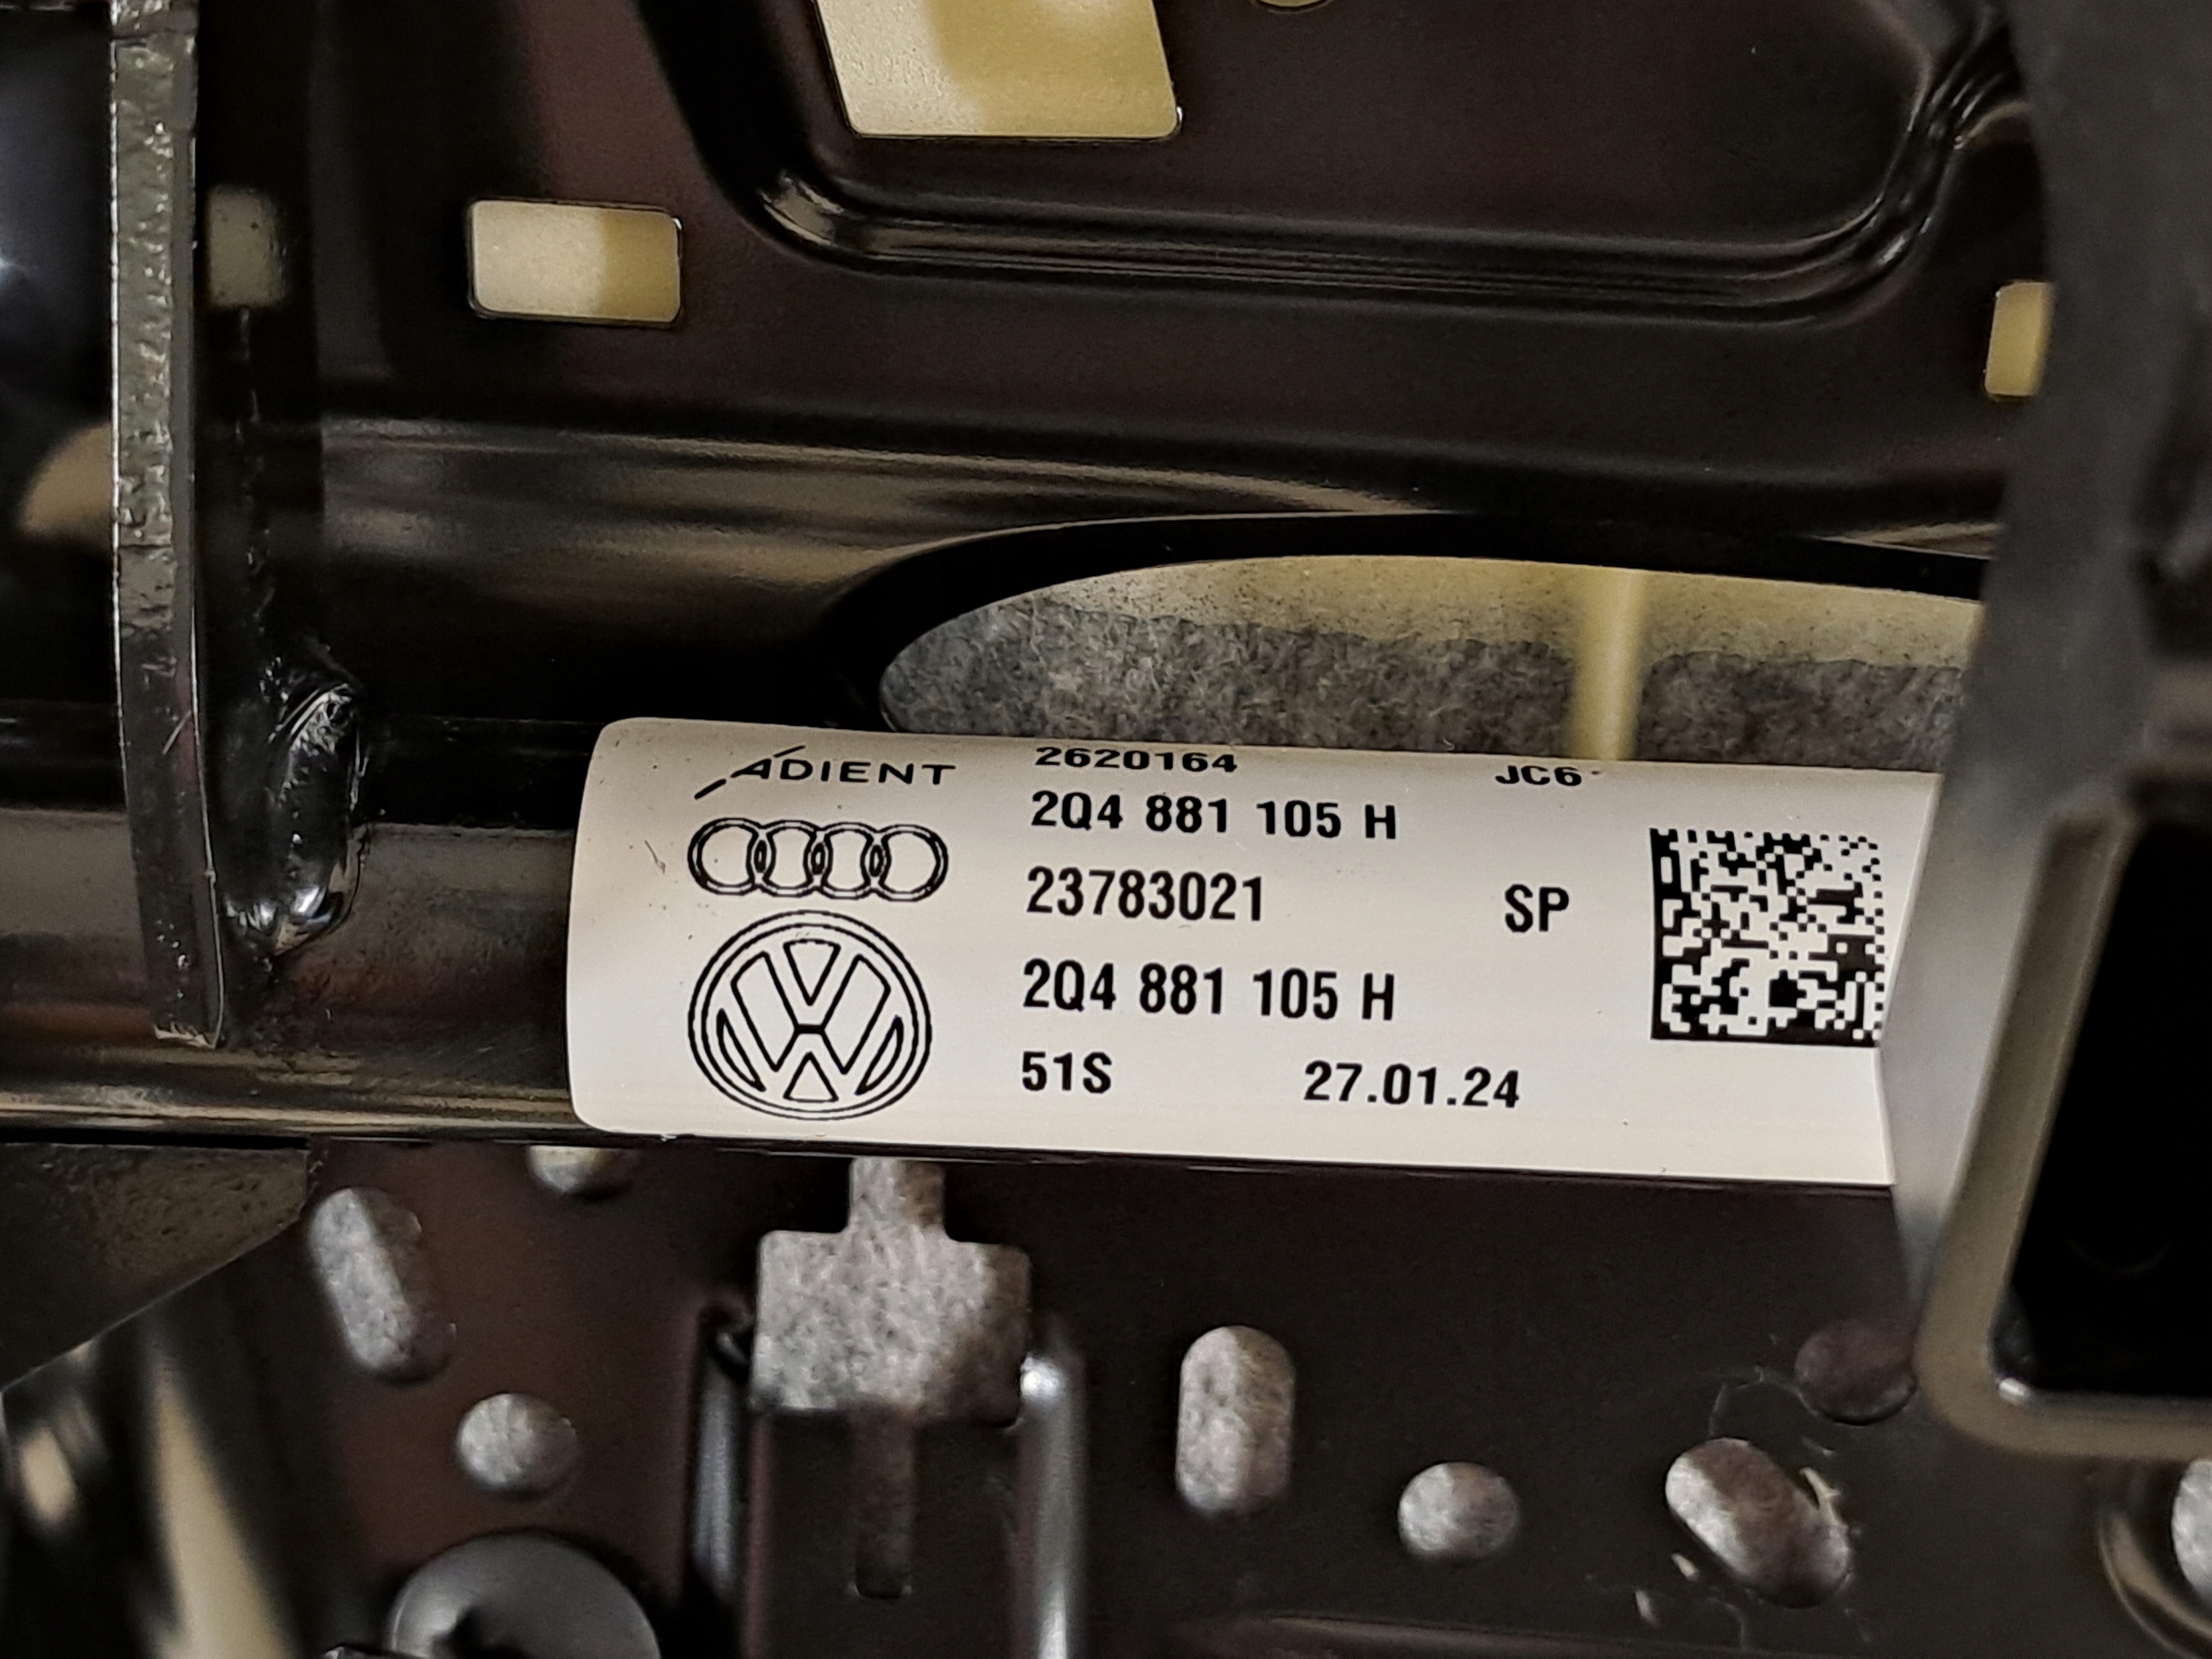 ADIENT 2620164 JC6
2Q4 881 105 H
23783021 SP
2Q4 881 105 H
51S 27.01.24